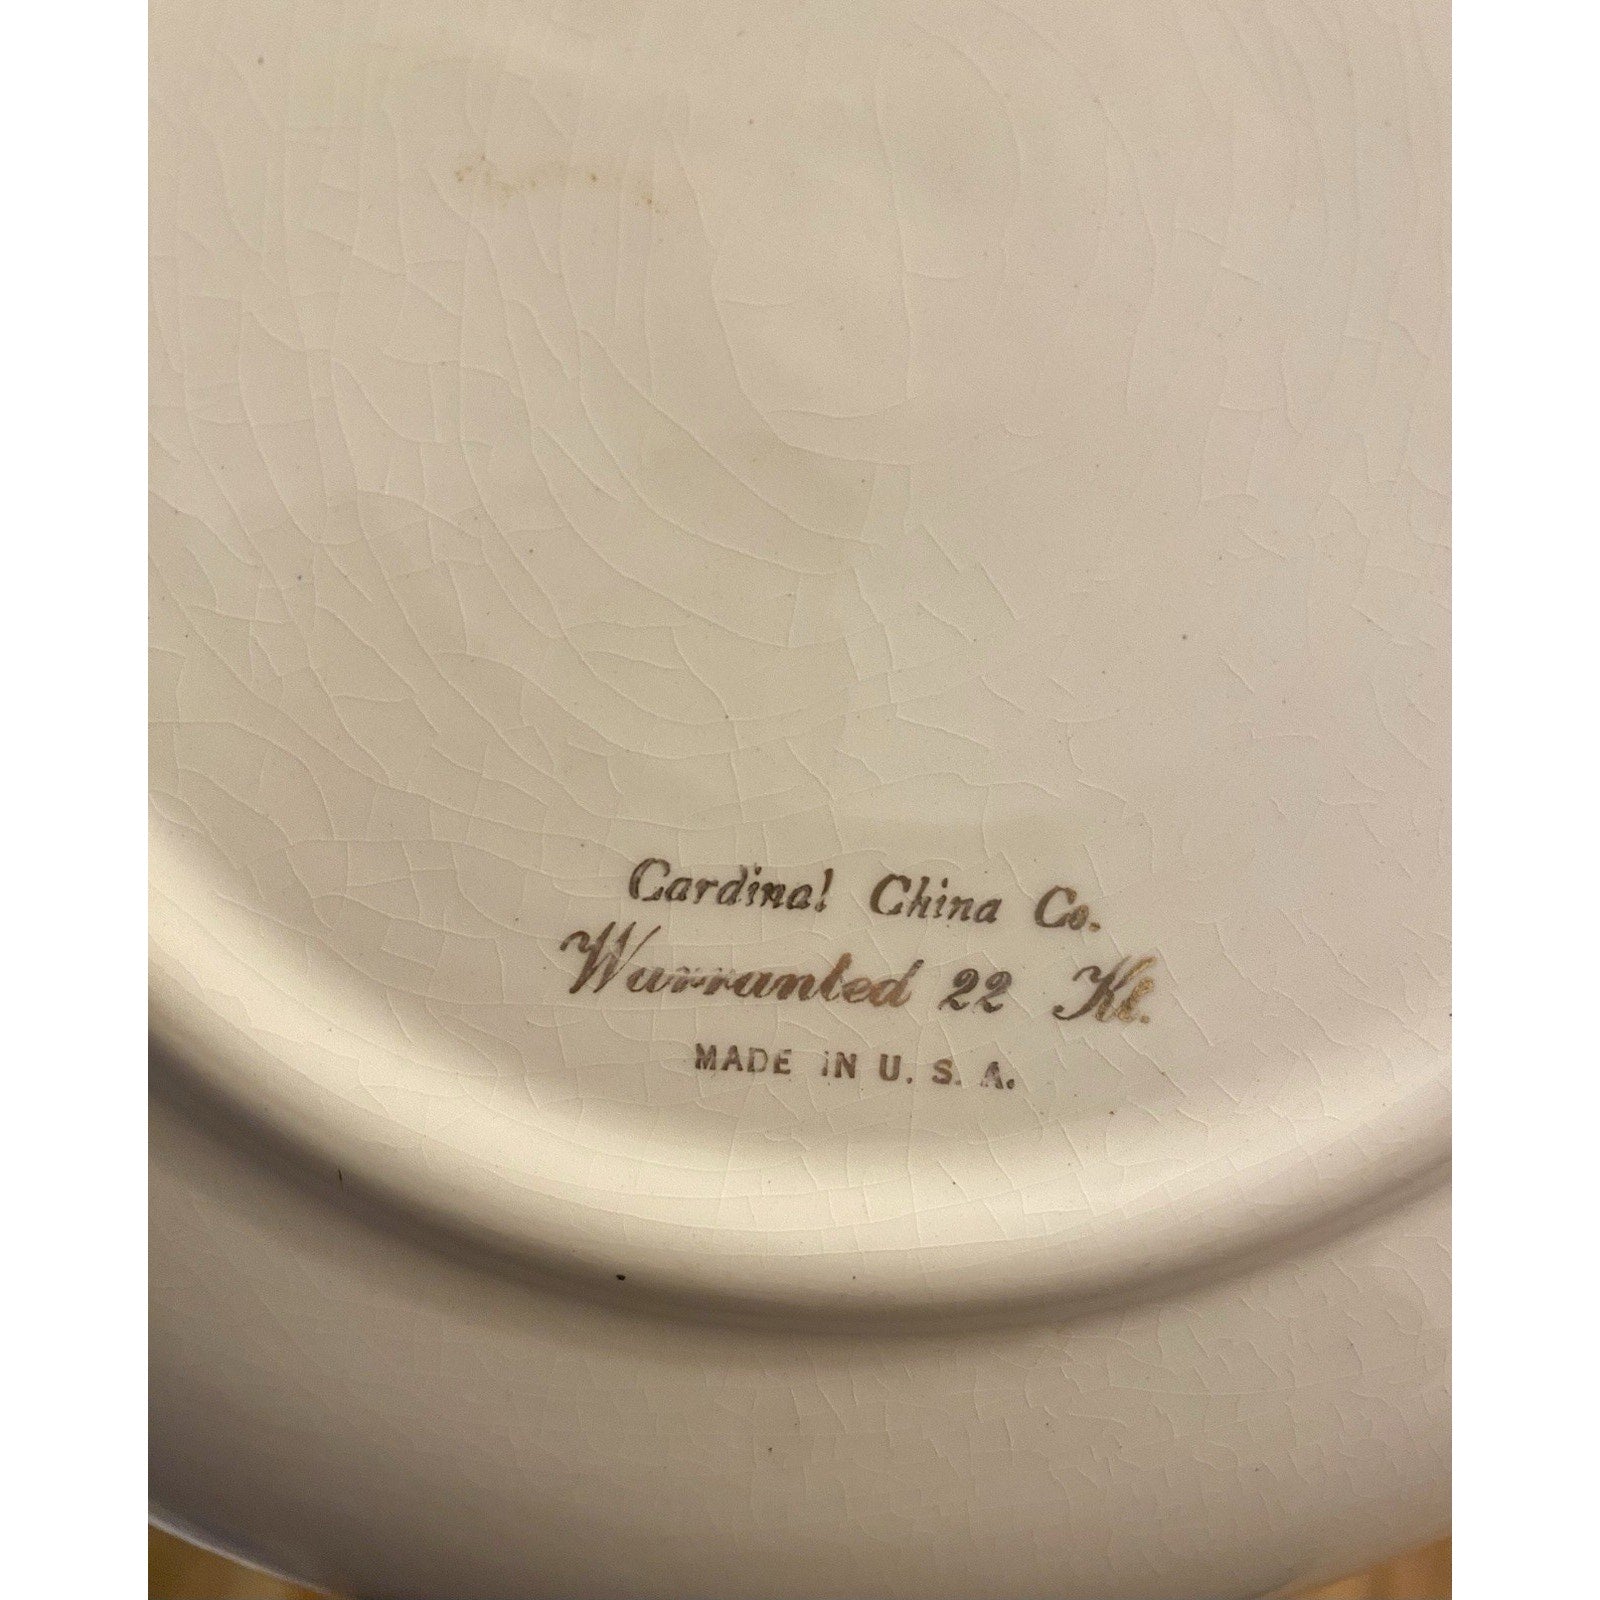 Cardinal China Co.
Warranted 22 Kt.
MADE IN U. S. A.